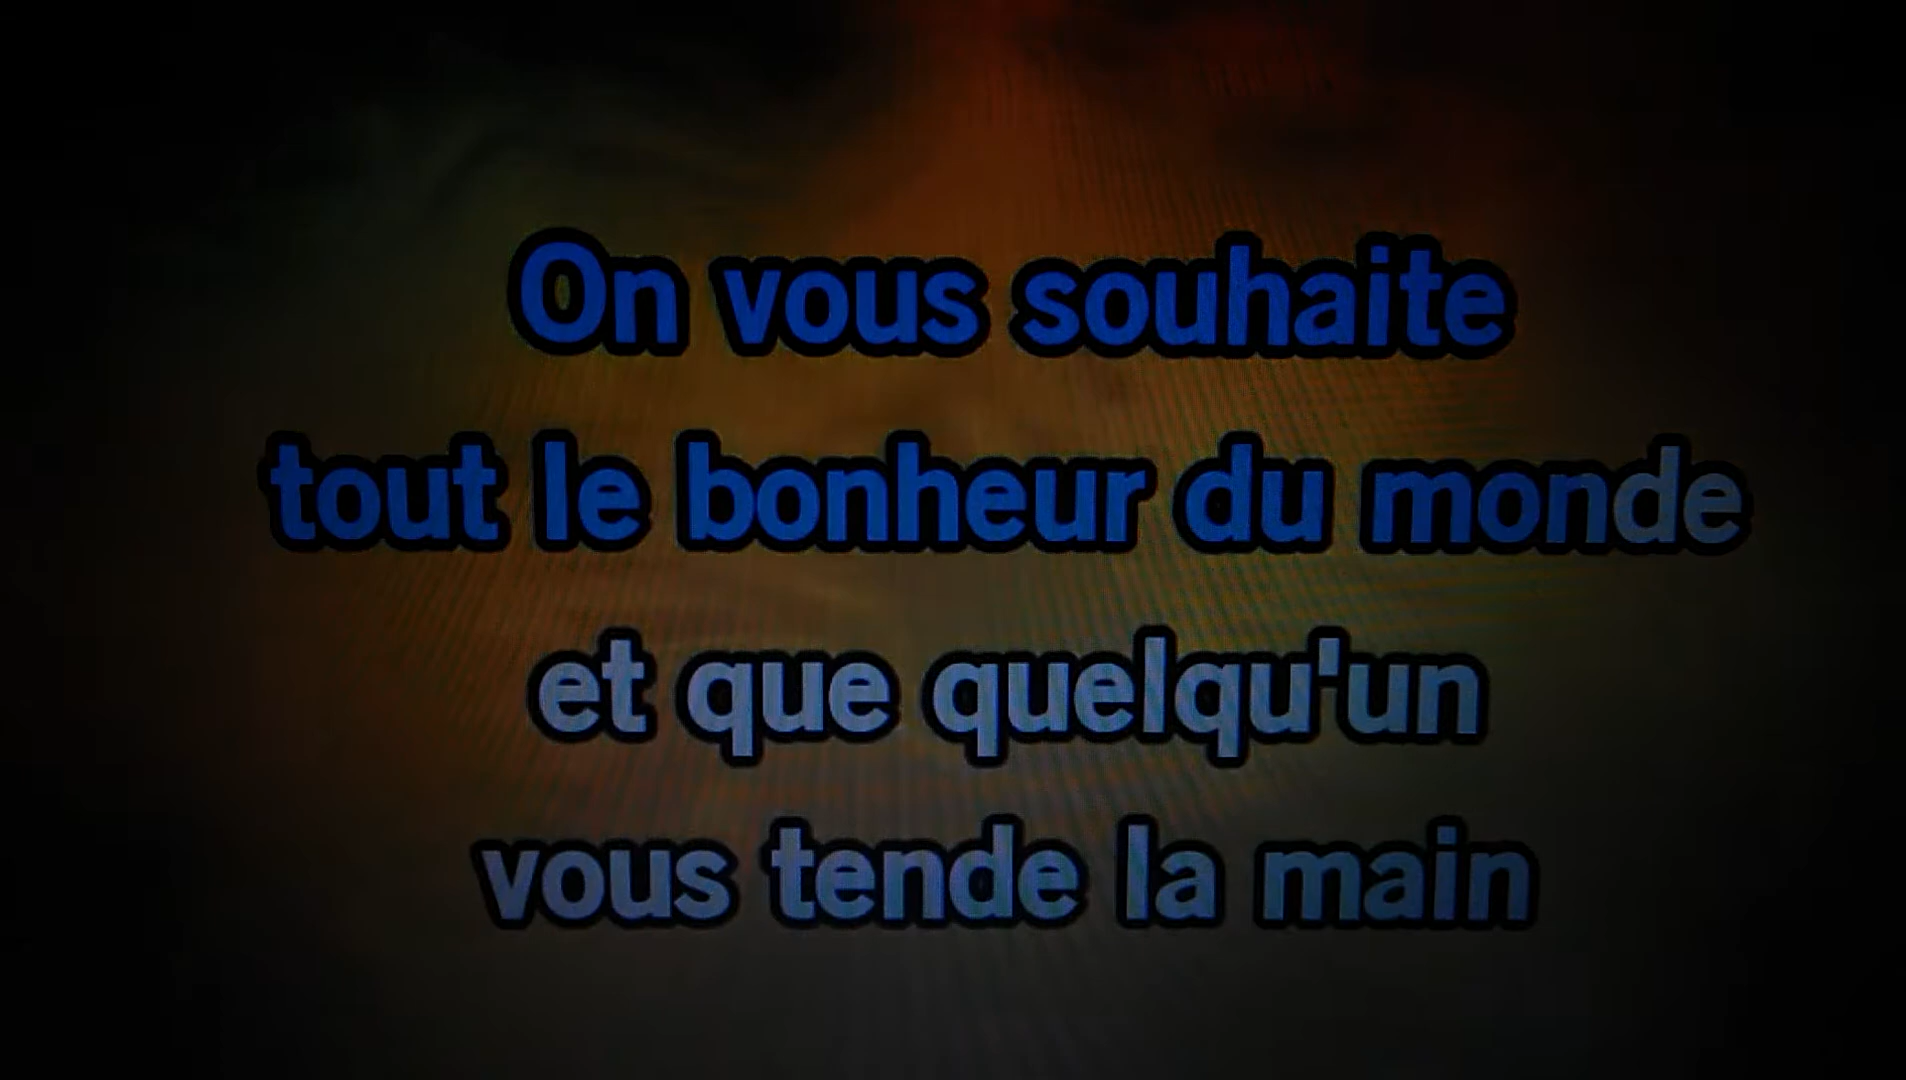 On vous souhaite
tout le bonheur du monde
et que quelqu'un
vous tende la main